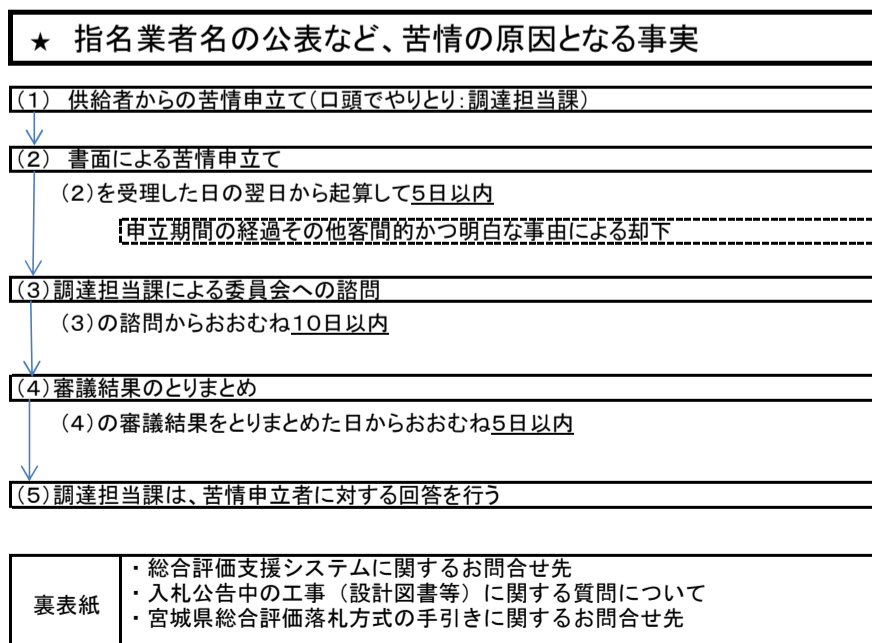 ★ 指名業者名の公表など、苦情の原因となる事実
(1) 供給者からの苦情申立て(口頭でやりとり:調達担当課)
(2) 書面による苦情申立て
(2)を受理した日の翌日から起算して5日以内
申立期間の経過その他客間的かつ明白な事由による却下
(3)調達担当課による委員会への諮問
(3)の諮問からおおむね10日以内
(4)審議結果のとりまとめ
(4)の審議結果をとりまとめた日からおおむね5日以内
(5)調達担当課は、苦情申立者に対する回答を行う
裏表紙
・総合評価支援システムに関するお問合せ先
・入札公告中の工事（設計図書等）に関する質問について
・宮城県総合評価落札方式の手引きに関するお問合せ先